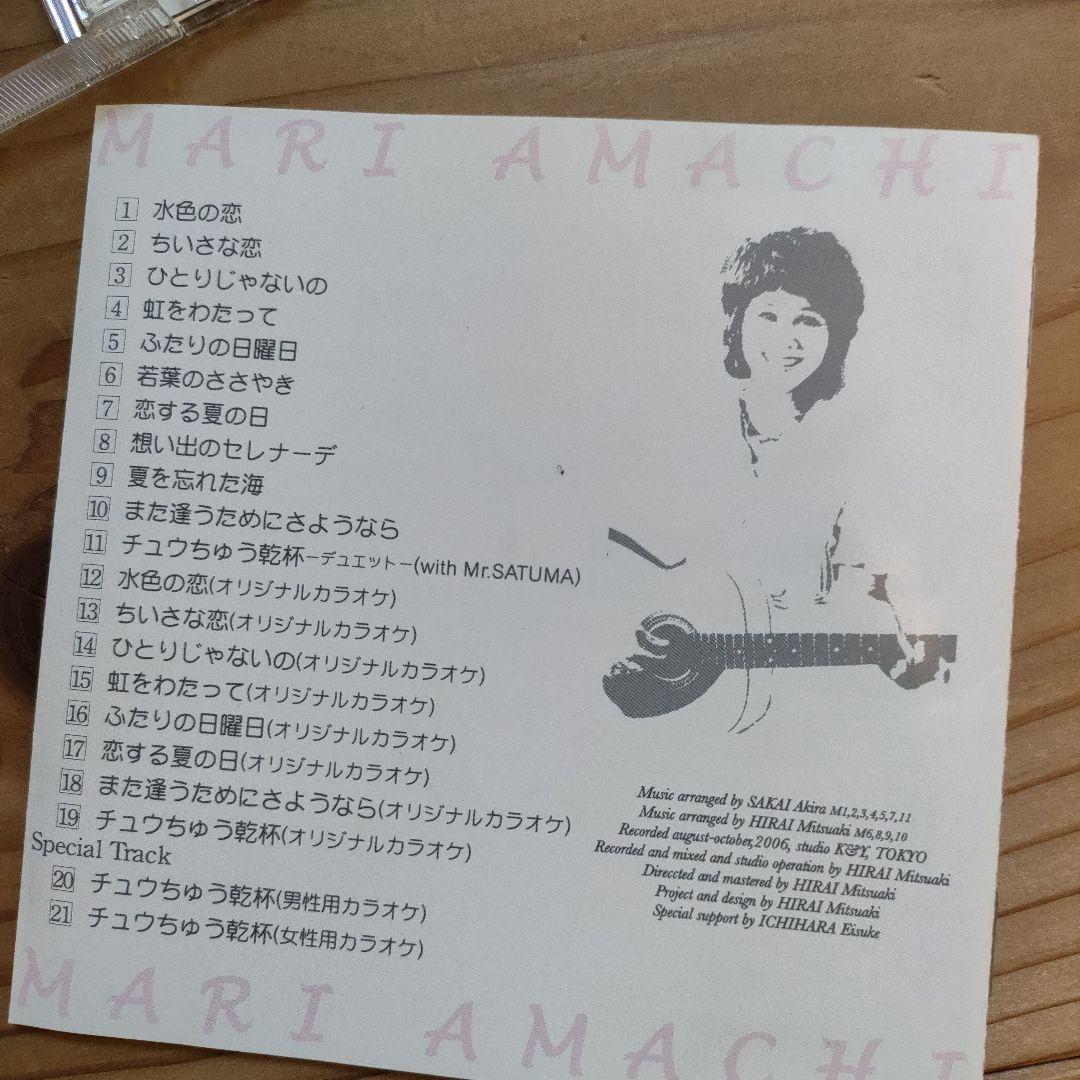 MARI AMACHI
1 水色の恋
2 ちいさな恋
3 ひとりじゃないの
4 虹をわたって
5 ふたりの日曜日
6 若葉のささやき
7 恋する夏の日
8 想い出のセレナーデ
9 夏を忘れた海
10 また逢うためにさようなら
11 チュウちゅう乾杯-デュエット-(with Mr.SATUMA)
12 水色の恋(オリジナルカラオケ)
13 ちいさな恋(オリジナルカラオケ)
14 ひとりじゃないの(オリジナルカラオケ)
15 虹をわたって(オリジナルカラオケ)
16 ふたりの日曜日(オリジナルカラオケ)
17 恋する夏の日(オリジナルカラオケ)
18 また逢うためにさようなら(オリジナルカラオケ)
19 チュウちゅう乾杯(オリジナルカラオケ)
Special Track
20 チュウちゅう乾杯(男性用カラオケ)
21 チュウちゅう乾杯(女性用カラオケ)
Music arranged by SAKAI Akira M1,2,3,4,5,7,11
Music arranged by HIRAI Mitsuaki M6,8,9,10
Recorded august-october,2006, studio K&Y, TOKYO
Recorded and mixed and studio operation by HIRAI Mitsuaki
Direccted and mastered by HIRAI Mitsuaki
Project and design by HIRAI Mitsuaki
Special support by ICHIHARA Eisuke
MARI AMACHI